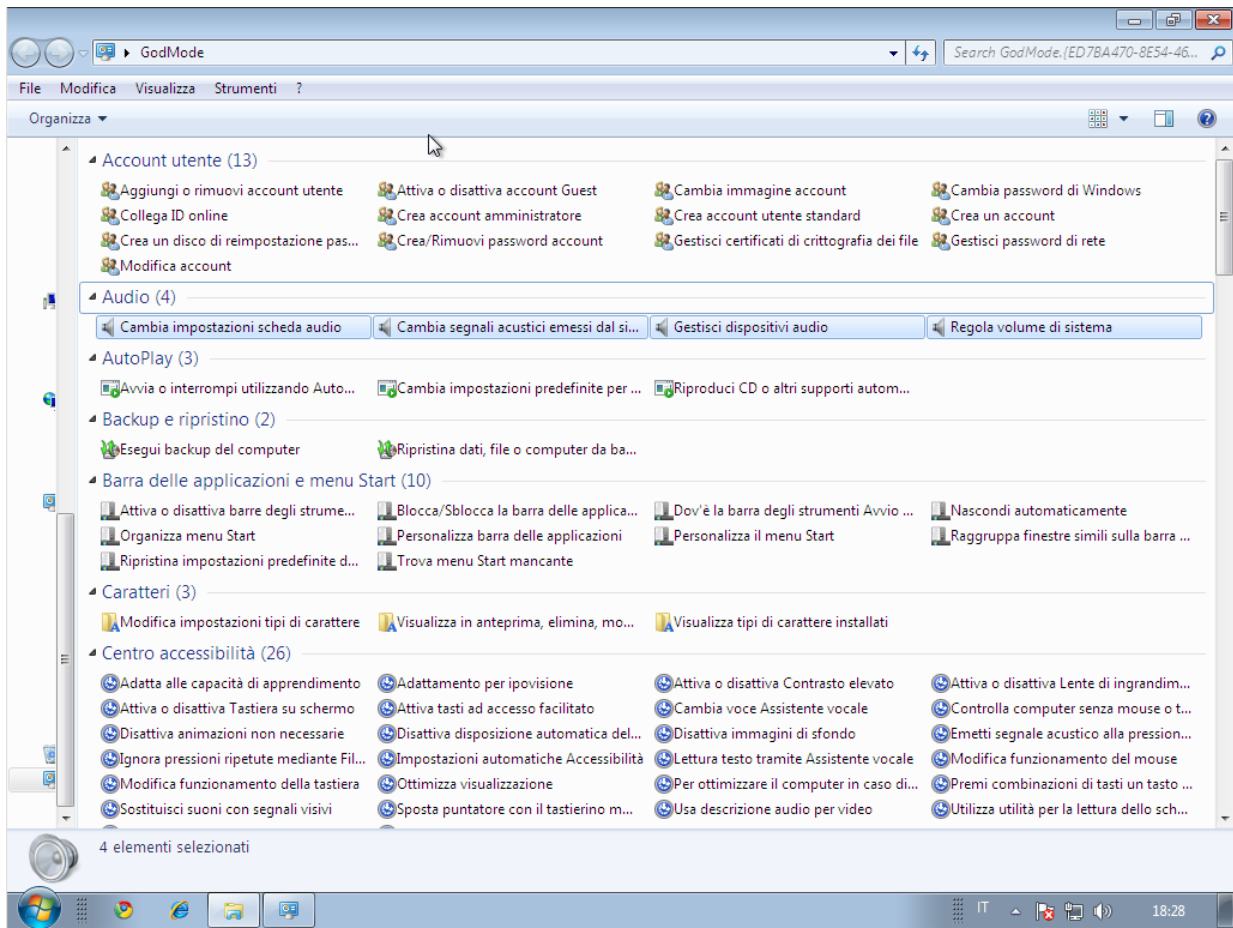 GodMode
Search GodMode.{ED7BA470-8E54-46...
File Modifica Visualizza Strumenti ?
Organizza
Account utente (13)
Aggiungi o rimuovi account utente Attiva o disattiva account Guest Cambia immagine account Cambia password di Windows
Collega ID online Crea account amministratore Crea account utente standard Crea un account
Crea un disco di reimpostazione pas... Crea/Rimuovi password account Gestisci certificati di crittografia dei file Gestisci password di rete
Modifica account
Audio (4)
Cambia impostazioni scheda audio Cambia segnali acustici emessi dal si... Gestisci dispositivi audio Regola volume di sistema
AutoPlay (3)
Avvia o interrompi utilizzando Auto... Cambia impostazioni predefinite per ... Riproduci CD o altri supporti autom...
Backup e ripristino (2)
Esegui backup del computer Ripristina dati, file o computer da ba...
Barra delle applicazioni e menu Start (10)
Attiva o disattiva barre degli strume... Blocca/Sblocca la barra delle applica... Dov'è la barra degli strumenti Avvio ... Nascondi automaticamente
Organizza menu Start Personalizza barra delle applicazioni Personalizza il menu Start Raggruppa finestre simili sulla barra ...
Ripristina impostazioni predefinite d... Trova menu Start mancante
Caratteri (3)
Modifica impostazioni tipi di carattere Visualizza in anteprima, elimina, mo... Visualizza tipi di carattere installati
Centro accessibilità (26)
Adatta alle capacità di apprendimento Adattamento per ipovisione Attiva o disattiva Contrasto elevato Attiva o disattiva Lente di ingrandim...
Attiva o disattiva Tastiera su schermo Attiva tasti ad accesso facilitato Cambia voce Assistente vocale Controlla computer senza mouse o t...
Disattiva animazioni non necessarie Disattiva disposizione automatica del... Disattiva immagini di sfondo Emetti segnale acustico alla pression...
Ignora pressioni ripetute mediante Fil... Impostazioni automatiche Accessibilità Lettura testo tramite Assistente vocale Modifica funzionamento del mouse
Modifica funzionamento della tastiera Ottimizza visualizzazione Per ottimizzare il computer in caso di... Premi combinazioni di tasti un tasto ...
Sostituisci suoni con segnali visivi Sposta puntatore con il tastierino m... Usa descrizione audio per video Utilizza utilità per la lettura dello sch...
4 elementi selezionati
IT 18:28